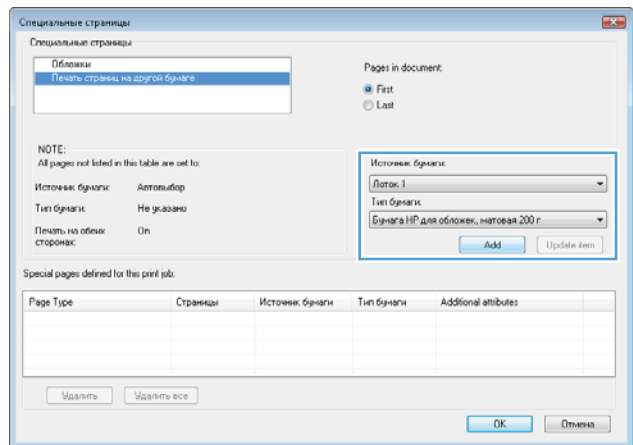 Специальные страницы
Специальные страницы
Обложки
Печать страниц на другой бумаге
Pages in document:
First
Last
NOTE:
All pages not listed in this table are set to:
Источник бумаги: Автовыбор
Тип бумаги: Не указано
Печать на обеих сторонах: On
Источник бумаги:
Лоток 1
Тип бумаги:
Бумага HP для обложек, матовая 200 г
Add Update item
Special pages defined for this print job:
Page Type Страницы Источник бумаги Тип бумаги Additional attributes
Удалить Удалить все
OK Отмена